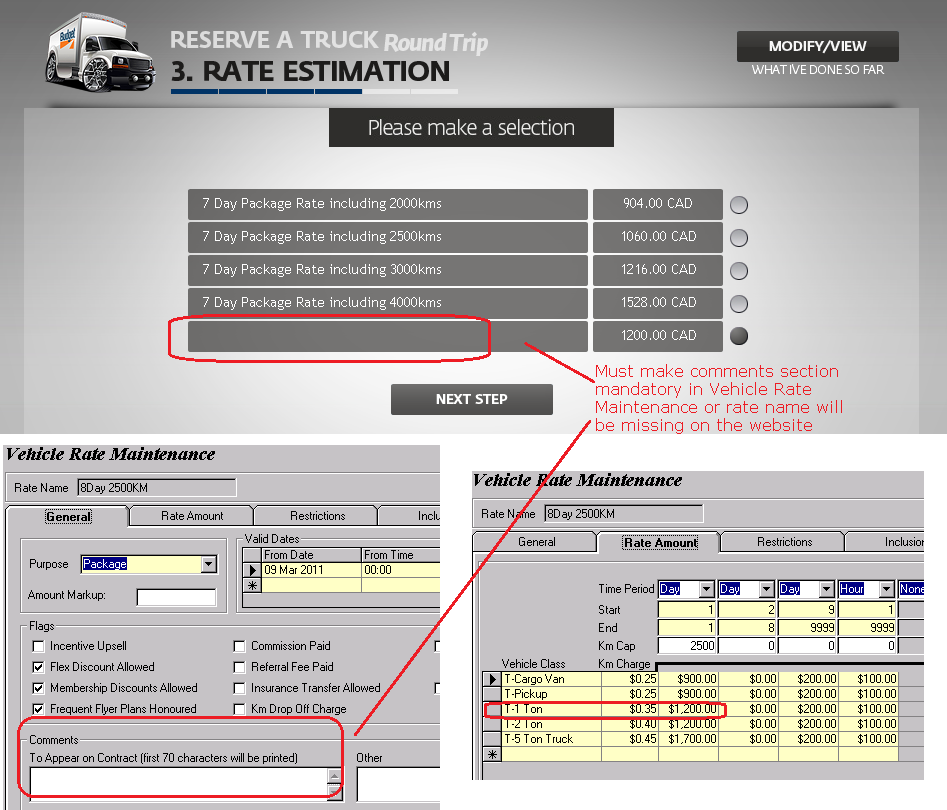 Budget
RESERVE A TRUCK Round Trip
3. RATE ESTIMATION
MODIFY/VIEW
WHAT IVE DONE SO FAR
Please make a selection
7 Day Package Rate including 2000kms 904.00 CAD
7 Day Package Rate including 2500kms 1060.00 CAD
7 Day Package Rate including 3000kms 1216.00 CAD
7 Day Package Rate including 4000kms 1528.00 CAD
1200.00 CAD
NEXT STEP
Must make comments section
mandatory in Vehicle Rate
Maintenance or rate name will
be missing on the website
Vehicle Rate Maintenance
Rate Name 8Day 2500KM
General Rate Amount Restrictions Inclu
Purpose Package
Amount Markup:
Valid Dates
From Date From Time
09 Mar 2011 00:00
Flags
Incentive Upsell Commission Paid
Flex Discount Allowed Referral Fee Paid
Membership Discounts Allowed Insurance Transfer Allowed
Frequent Flyer Plans Honoured Km Drop Off Charge
Comments
To Appear on Contract (first 70 characters will be printed) Other
Vehicle Rate Maintenance
Rate Name 8Day 2500KM
General Rate Amount Restrictions Inclusion
Time Period Day Day Day Hour None
Start 1 2 9 1
End 1 8 9999 9999
Km Cap 2500 0 0 0
Vehicle Class Km Charge
T-Cargo Van $0.25 $900.00 $0.00 $200.00 $100.00
T-Pickup $0.25 $900.00 $0.00 $200.00 $100.00
T-1 Ton $0.35 $1,200.00 $0.00 $200.00 $100.00
T-2 Ton $0.40 $1,200.00 $0.00 $200.00 $100.00
T-5 Ton Truck $0.45 $1,700.00 $0.00 $200.00 $100.00